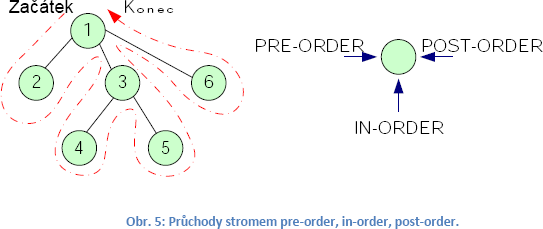 Začátek Konec
1
2 3 6
4 5
PRE-ORDER POST-ORDER
IN-ORDER
Obr. 5: Průchody stromem pre-order, in-order, post-order.